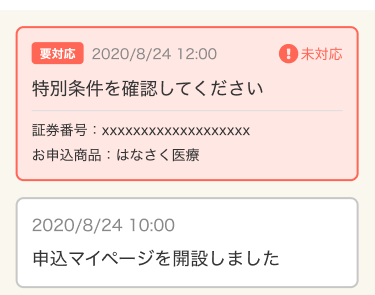 要対応 2020/8/24 12:00 未対応
特別条件を確認してください
証券番号：xxxxxxxxxxxxxxxxxxx
お申込商品：はなさく医療
2020/8/24 10:00
申込マイページを開設しました